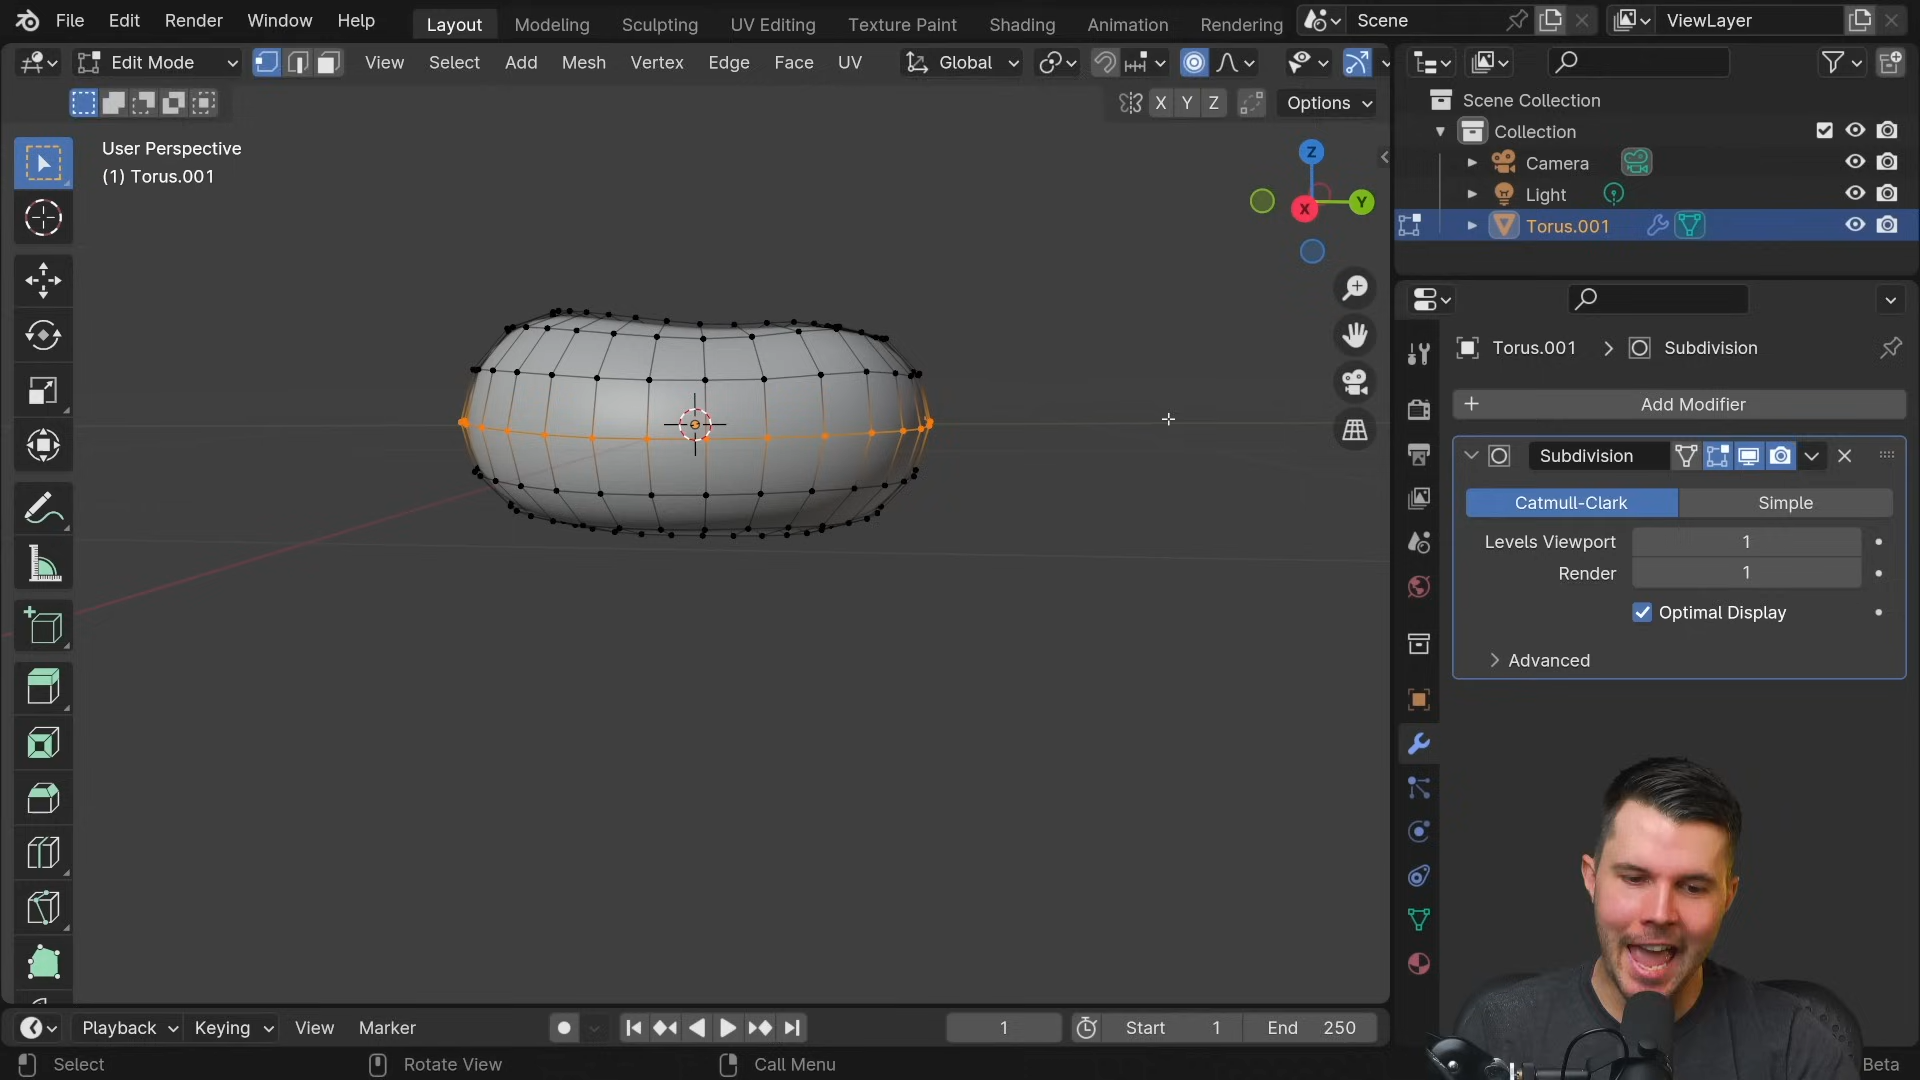 File Edit Render Window Help Layout Modeling Sculpting UV Editing Texture Paint Shading Animation Rendering Scene ViewLayer
Edit Mode View Select Add Mesh Vertex Edge Face UV Global
X Y Z Options
User Perspective
(1) Torus.001
Z
Y
X
Scene Collection
Collection
Camera
Light
Torus.001
Torus.001 Subdivision
Add Modifier
Subdivision
Catmull-Clark Simple
Levels Viewport 1
Render 1
Optimal Display
Advanced
Playback Keying View Marker 1 Start 1 End 250
Select Rotate View Call Menu Beta